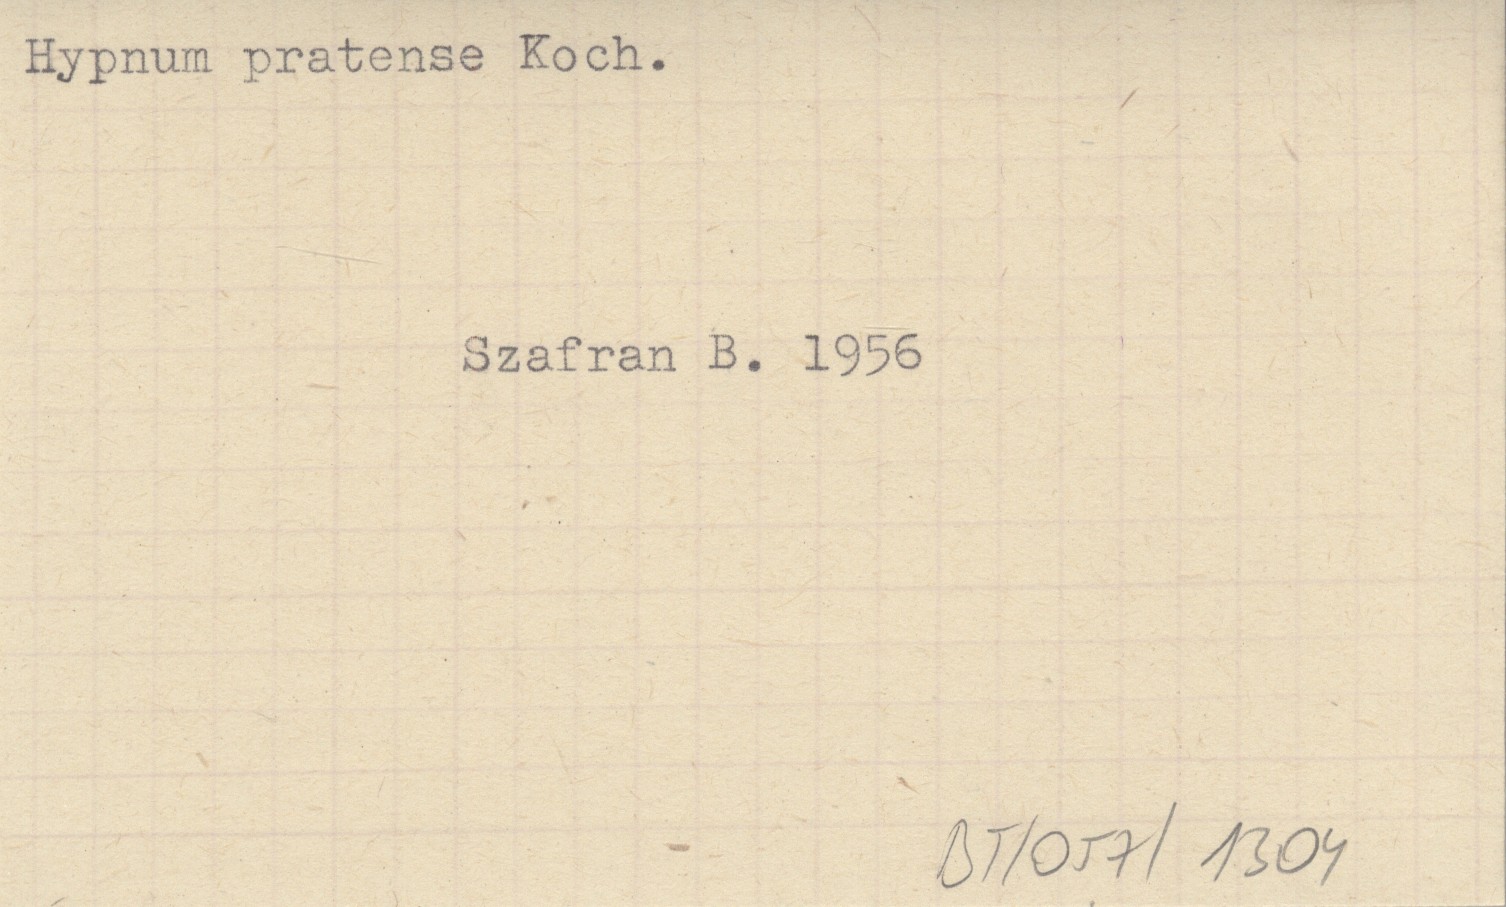 Hypnum pratense Koch.
Szafran B. 1956
BT/057/ 1304